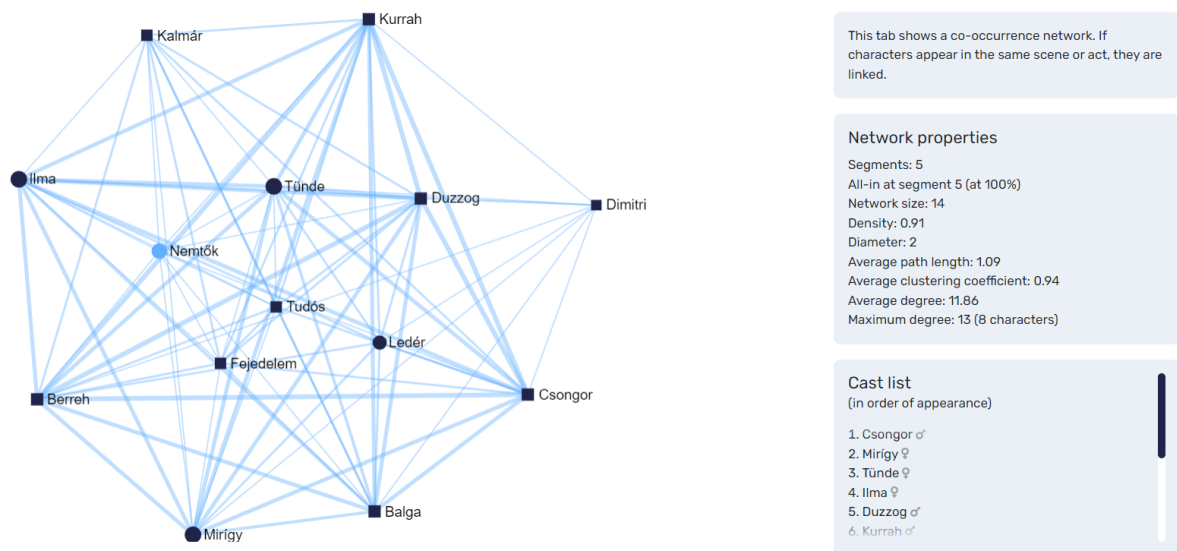 Kurrah
Kalmár
Ilma
Tünde
Duzzog
Dimitri
Nemtők
Tudós
Ledér
Fejedelem
Csongor
Berreh
Balga
Mirígy
This tab shows a co-occurrence network. If
characters appear in the same scene or act, they are
linked.
Network properties
Segments: 5
All-in at segment 5 (at 100%)
Network size: 14
Density: 0.91
Diameter: 2
Average path length: 1.09
Average clustering coefficient: 0.94
Average degree: 11.86
Maximum degree: 13 (8 characters)
Cast list
(in order of appearance)
1. Csongor ♂
2. Mirígy ♀
3. Tünde ♀
4. Ilma ♀
5. Duzzog ♂
6. Kurrah ♂